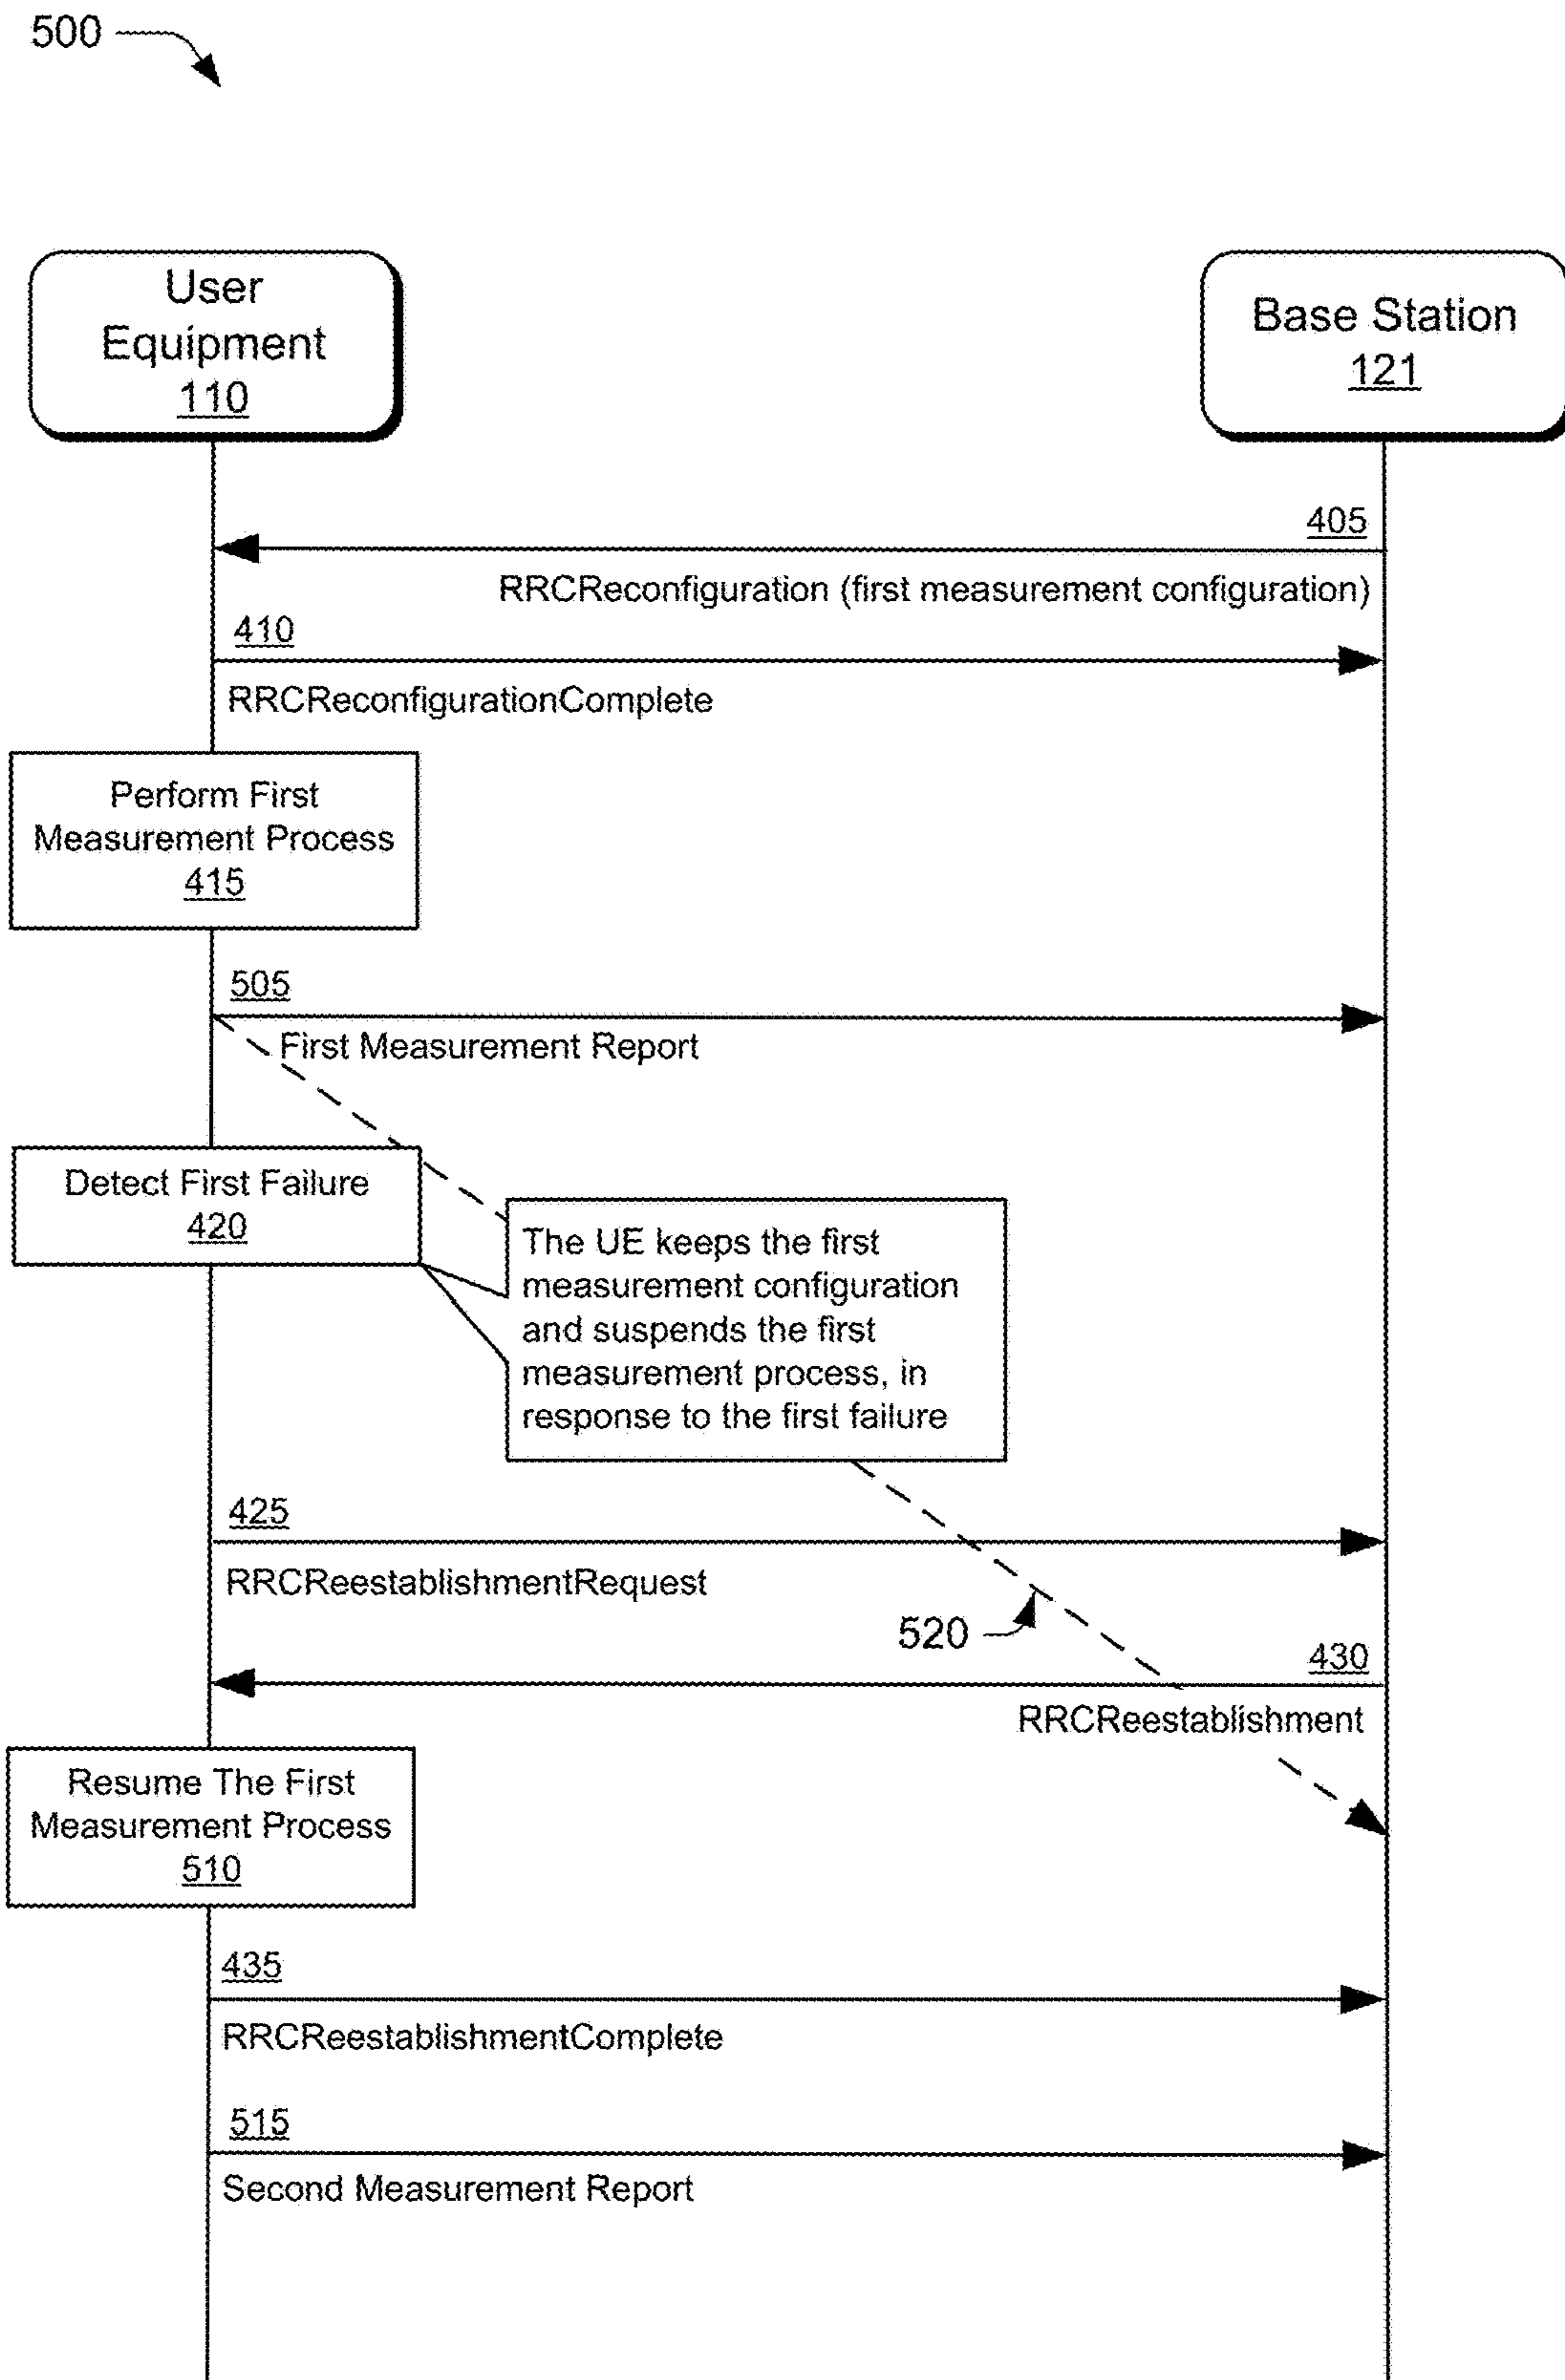 500
User
Equipment
110
Base Station
121
405
RRCReconfiguration (first measurement configuration)
410
RRCReconfigurationComplete
Perform First
Measurement Process
415
505
First Measurement Report
Detect First Failure
420
The UE keeps the first
measurement configuration
and suspends the first
measurement process, in
response to the first failure
425
RRCReestablishmentRequest
520
430
RRCReestablishment
Resume The First
Measurement Process
510
435
RRCReestablishmentComplete
515
Second Measurement Report